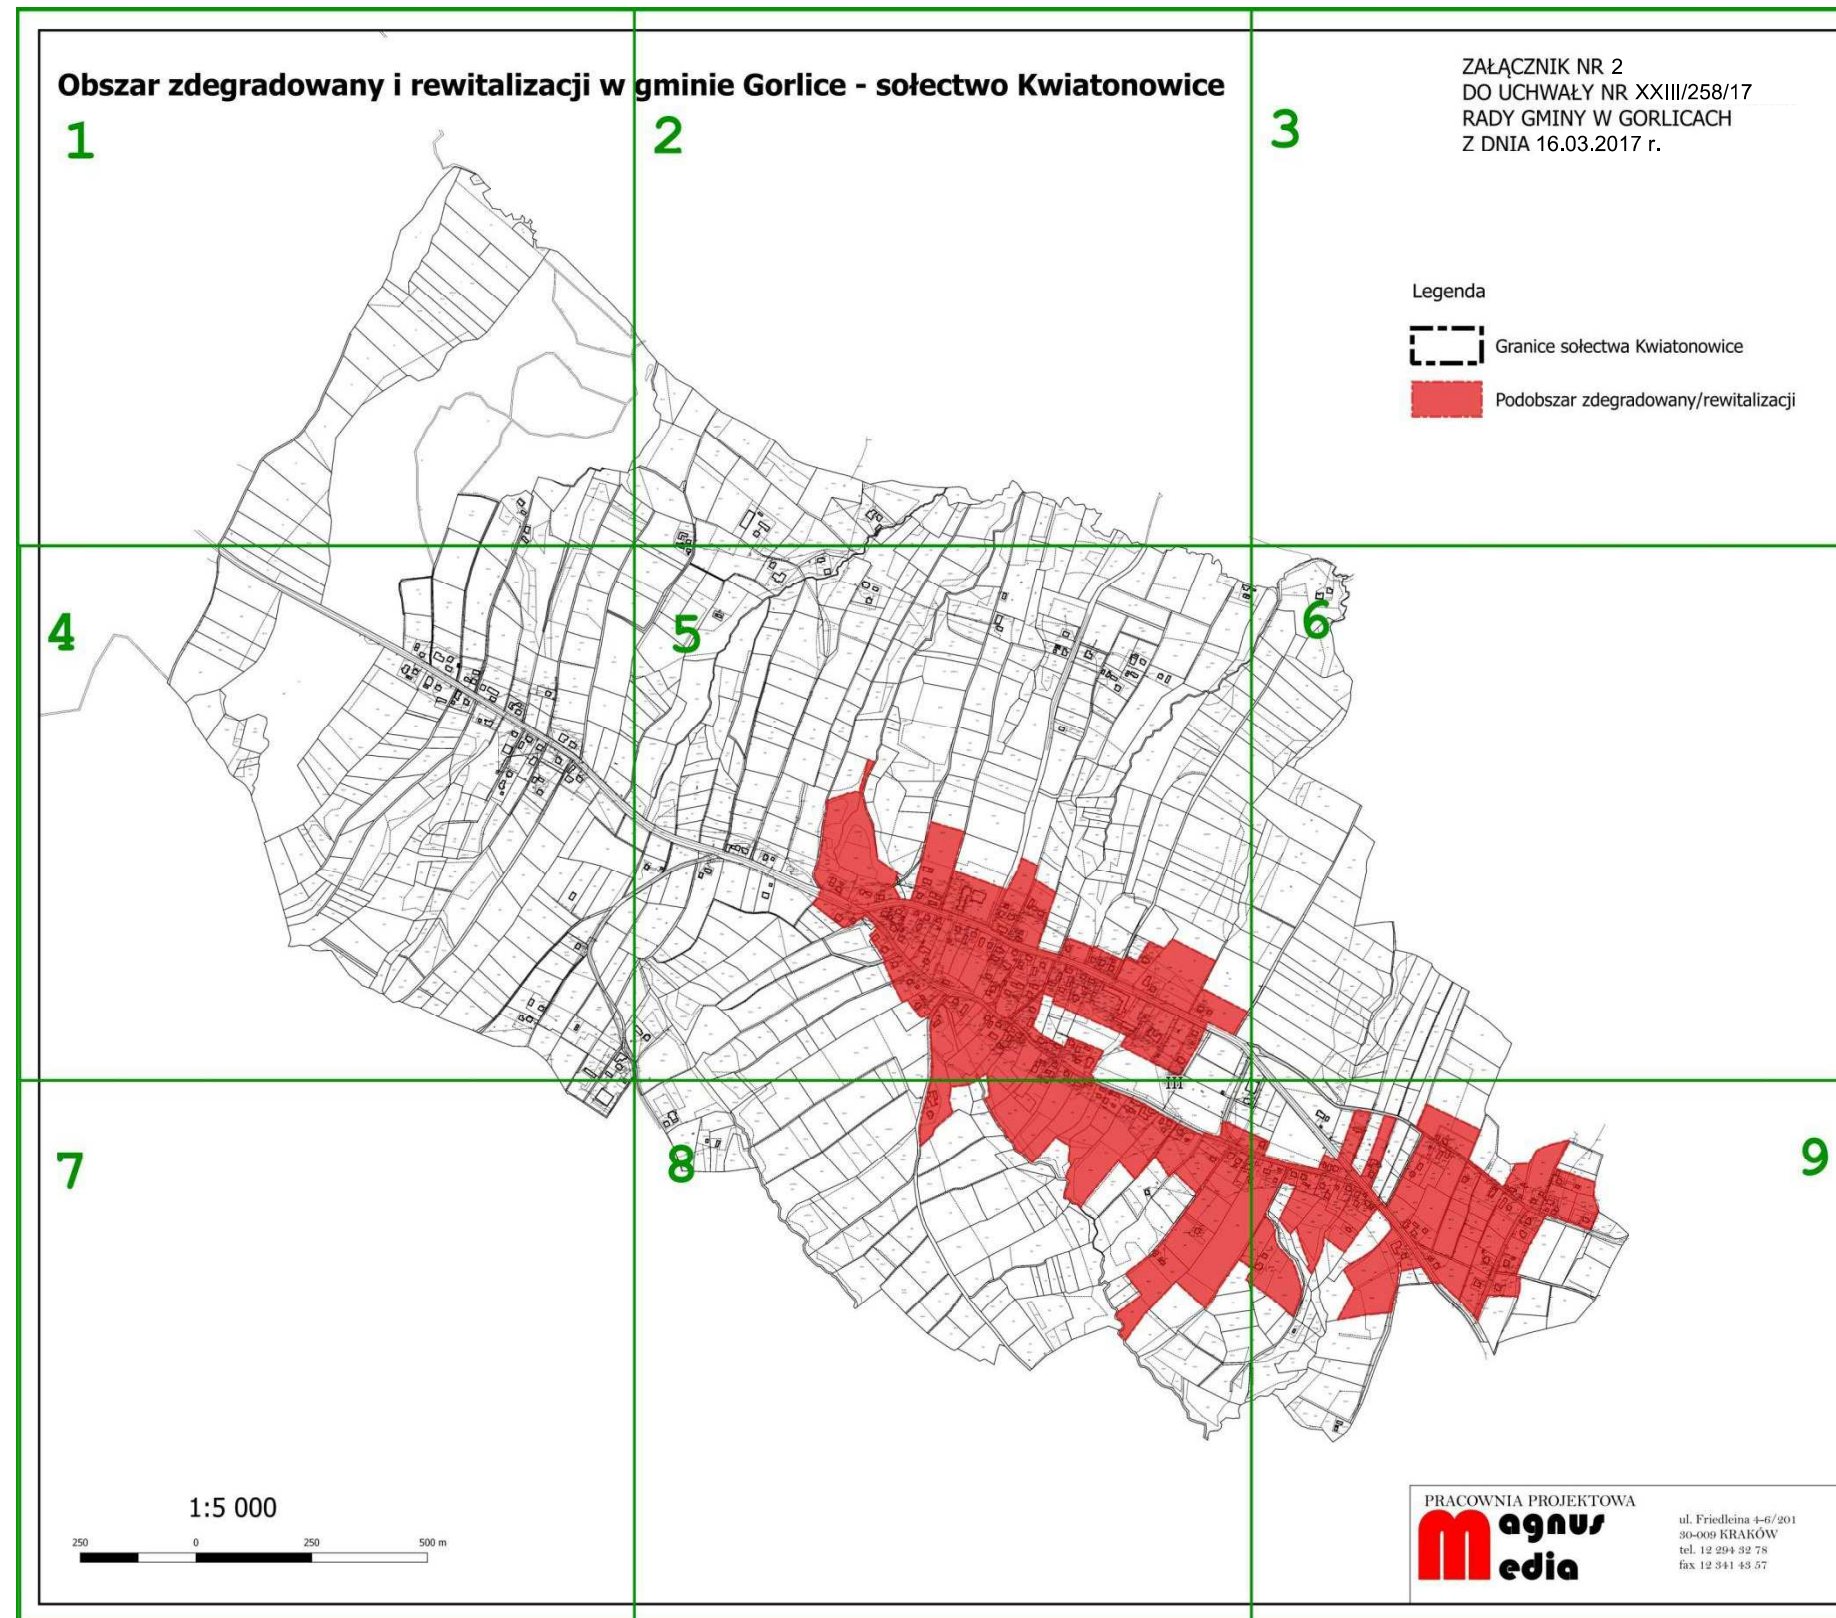 Obszar zdegradowany i rewitalizacji w gminie Gorlice - sołectwo Kwiatonowice
ZAŁĄCZNIK NR 2
DO UCHWAŁY NR XXIII/258/17
RADY GMINY W GORLICACH
Z DNIA 16.03.2017 r.
1
2
3
Legenda
Granice sołectwa Kwiatonowice
Podobszar zdegradowany/rewitalizacji
4
5
6
III
7
8
9
1:5 000
250 0 250 500 m
PRACOWNIA PROJEKTOWA
Magnus
Media
ul. Friedleina 4-6/201
30-009 KRAKÓW
tel. 12 294 32 78
fax 12 341 43 57